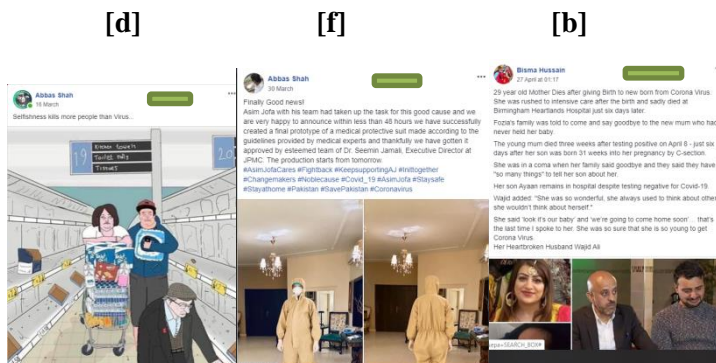 [d]
[f]
[b]
Abbas Shah
16 March
Selfishness kills more people than Virus..
19
Kitchen towels
Toilet rolls
Tissues
20
C
Abbas Shah
30 March
Finally Good news!!
Asim Jofa with his team had taken up the task for this good cause and we
are very happy to announce within less than 48 hours we have successfully
created a final prototype of a medical protective suit made according to the
guidelines provided by medical experts and thankfully we have gotten it
approved by esteemed team of Dr. Seemin Jamali, Executive Director at
JPMC. The production starts from tomorrow.
#AsimJofaCares #Fightback #KeepsupportingAJ #Inittogether
#Changemakers #Noblecause #Covid_19 #AsimJofa #Staysafe
#Stayathome #Pakistan #SavePakistan #Coronavirus
Bisma Hussain
27 April at 01:17
29 year old Mother Dies after giving Birth to new born from Corona Virus.
She was rushed to intensive care after the birth and sadly died at
Birmingham Heartlands Hospital just six days later.
Fozia's family was told to come and say goodbye to the new mum who had
never held her baby.
The young mum died three weeks after testing positive on April 8 - just six
days after her son was born 31 weeks into her pregnancy by C-section.
She was in a coma when her family said goodbye and they said they have
"so many things" to tell her son about her.
Her son Ayaan remains in hospital despite testing negative for Covid-19.
Wajid added: "She was so wonderful, she always used to think about other
she wouldn't think about herself."
She said 'look it's our baby' and 'we're going to come home soon'... that's
the last time I spoke to her. She was so sure that she is so young to get
Corona Virus
Her Heartbroken Husband Wajid Ali
epa=SEARCH_BOX#